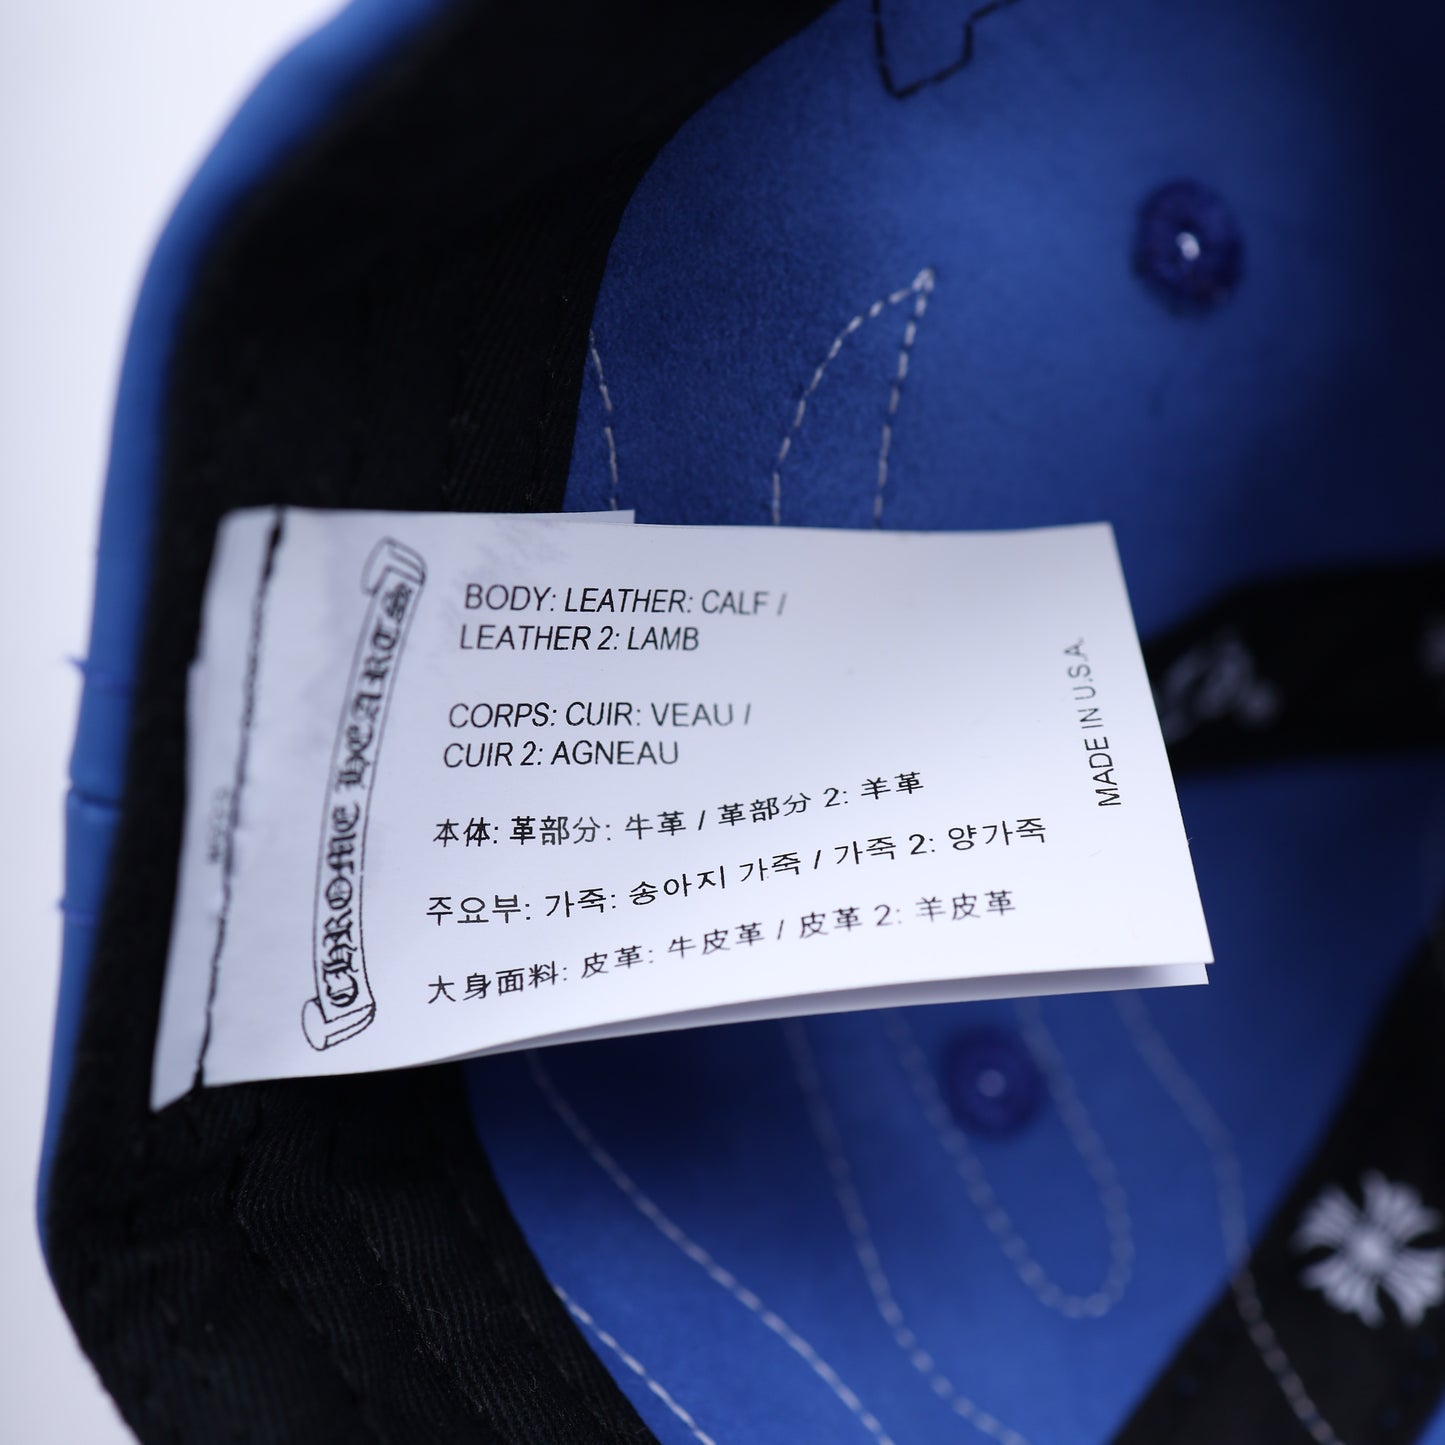 CHROME HEARTS
BODY: LEATHER: CALF /
LEATHER 2: LAMB
CORPS: CUIR: VEAU /
CUIR 2: AGNEAU
本体: 革部分: 牛革 / 革部分 2: 羊革
주요부: 가죽: 송아지 가죽 / 가죽 2: 양가죽
大身面料: 皮革: 牛皮革 / 皮革 2: 羊皮革
MADE IN U.S.A.